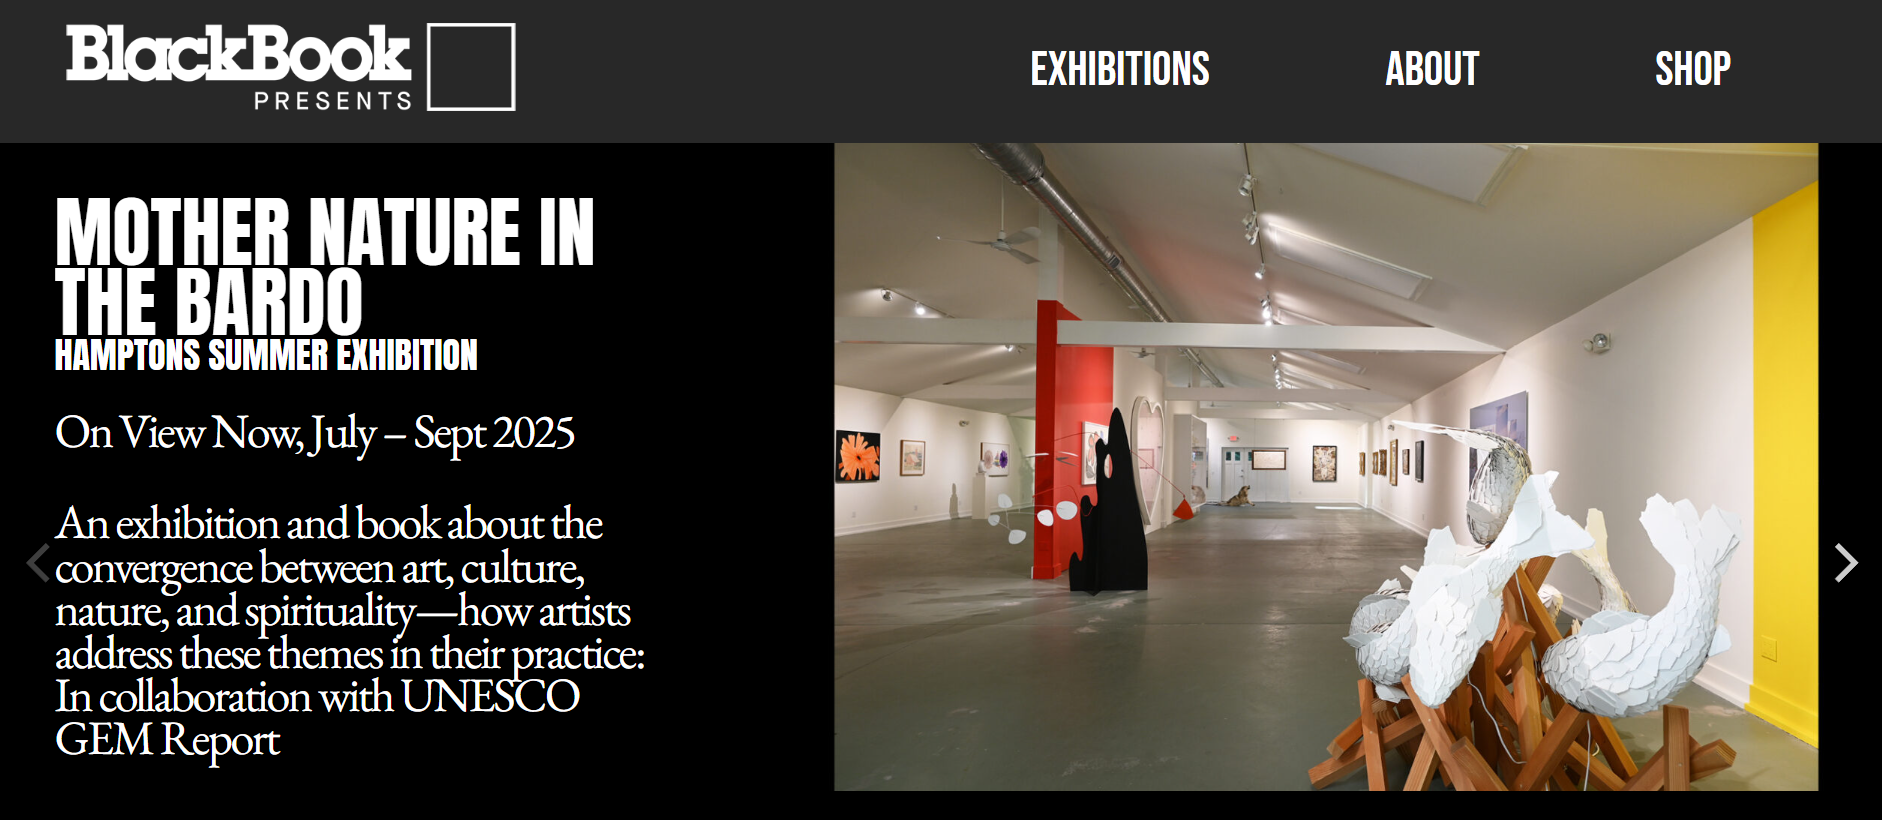 BlackBook
PRESENTS
EXHIBITIONS
ABOUT
SHOP
MOTHER NATURE IN
THE BARDO
HAMPTONS SUMMER EXHIBITION
On View Now, July – Sept 2025
An exhibition and book about the
convergence between art, culture,
nature, and spirituality—how artists
address these themes in their practice:
In collaboration with UNESCO
GEM Report